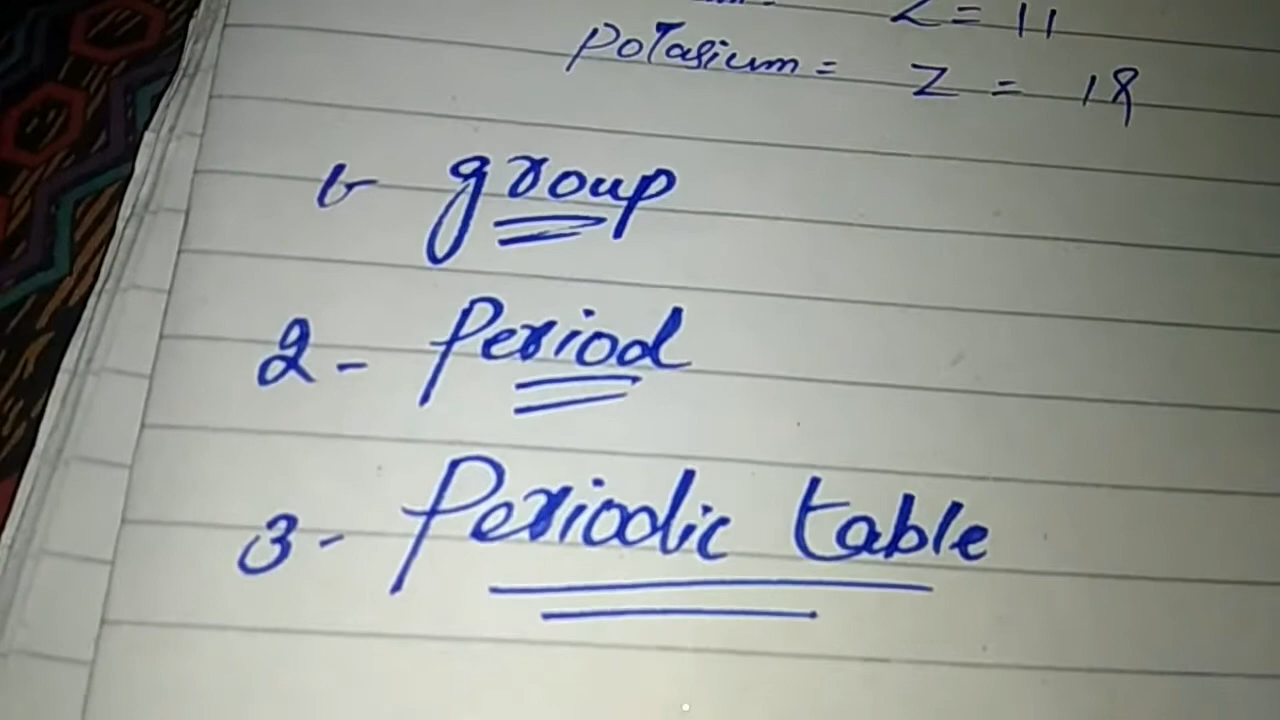 Z = 11
Potasium = Z = 19
1- group
2- Period
3- Periodic table